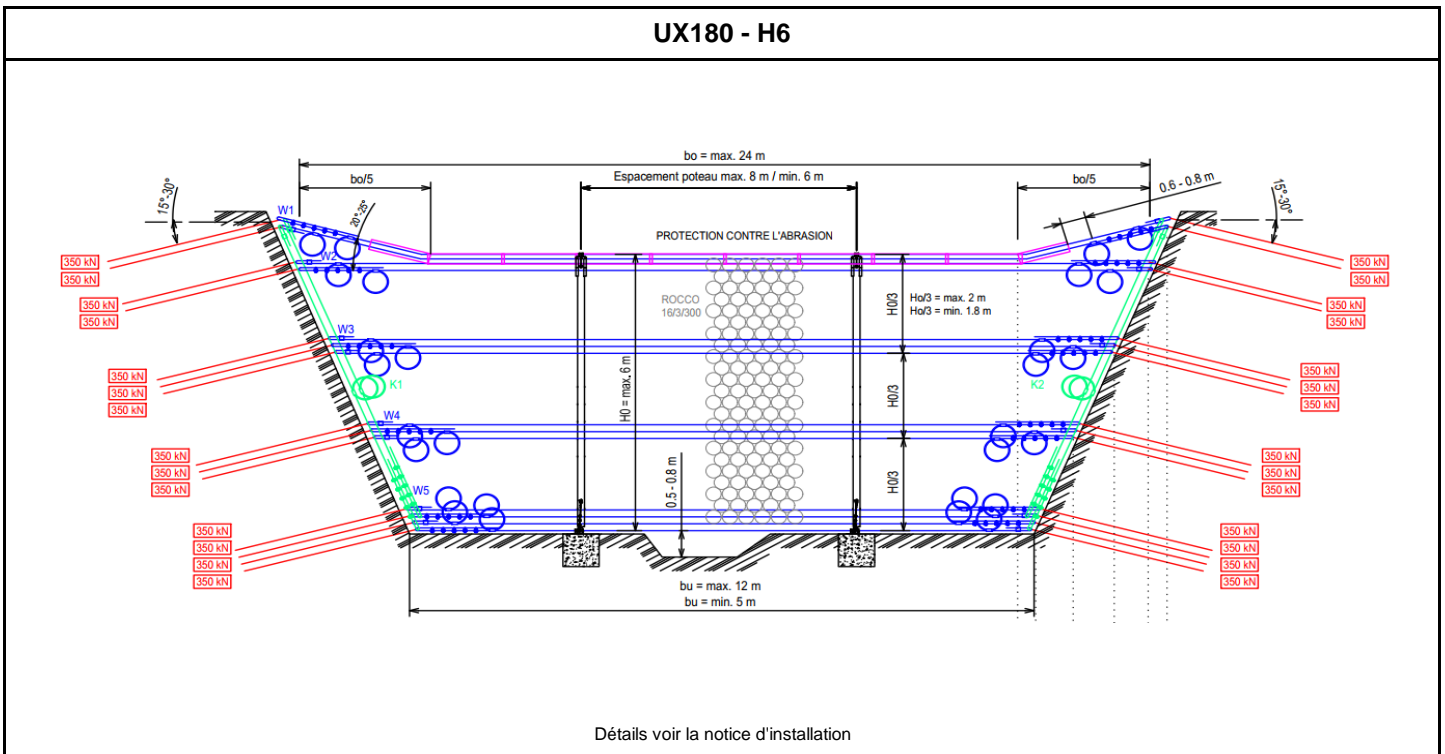 UX180 - H6
bo = max. 24 m
bo/5
Espacement poteau max. 8 m / min. 6 m
bo/5
0.6 - 0.8 m
15°-30°
15°-30°
W1
20°-25°
PROTECTION CONTRE L'ABRASION
W2
350 kN
350 kN
350 kN
350 kN
350 kN
350 kN
350 kN
350 kN
ROCCO
16/3/300
H0/3
Ho/3 = max. 2 m
Ho/3 = min. 1.8 m
W3
350 kN
350 kN
350 kN
350 kN
350 kN
350 kN
K1
K2
H0 = max. 6 m
H0/3
W4
350 kN
350 kN
350 kN
350 kN
350 kN
350 kN
H0/3
0.5 - 0.8 m
W5
350 kN
350 kN
350 kN
350 kN
350 kN
350 kN
350 kN
350 kN
bu = max. 12 m
bu = min. 5 m
Détails voir la notice d'installation